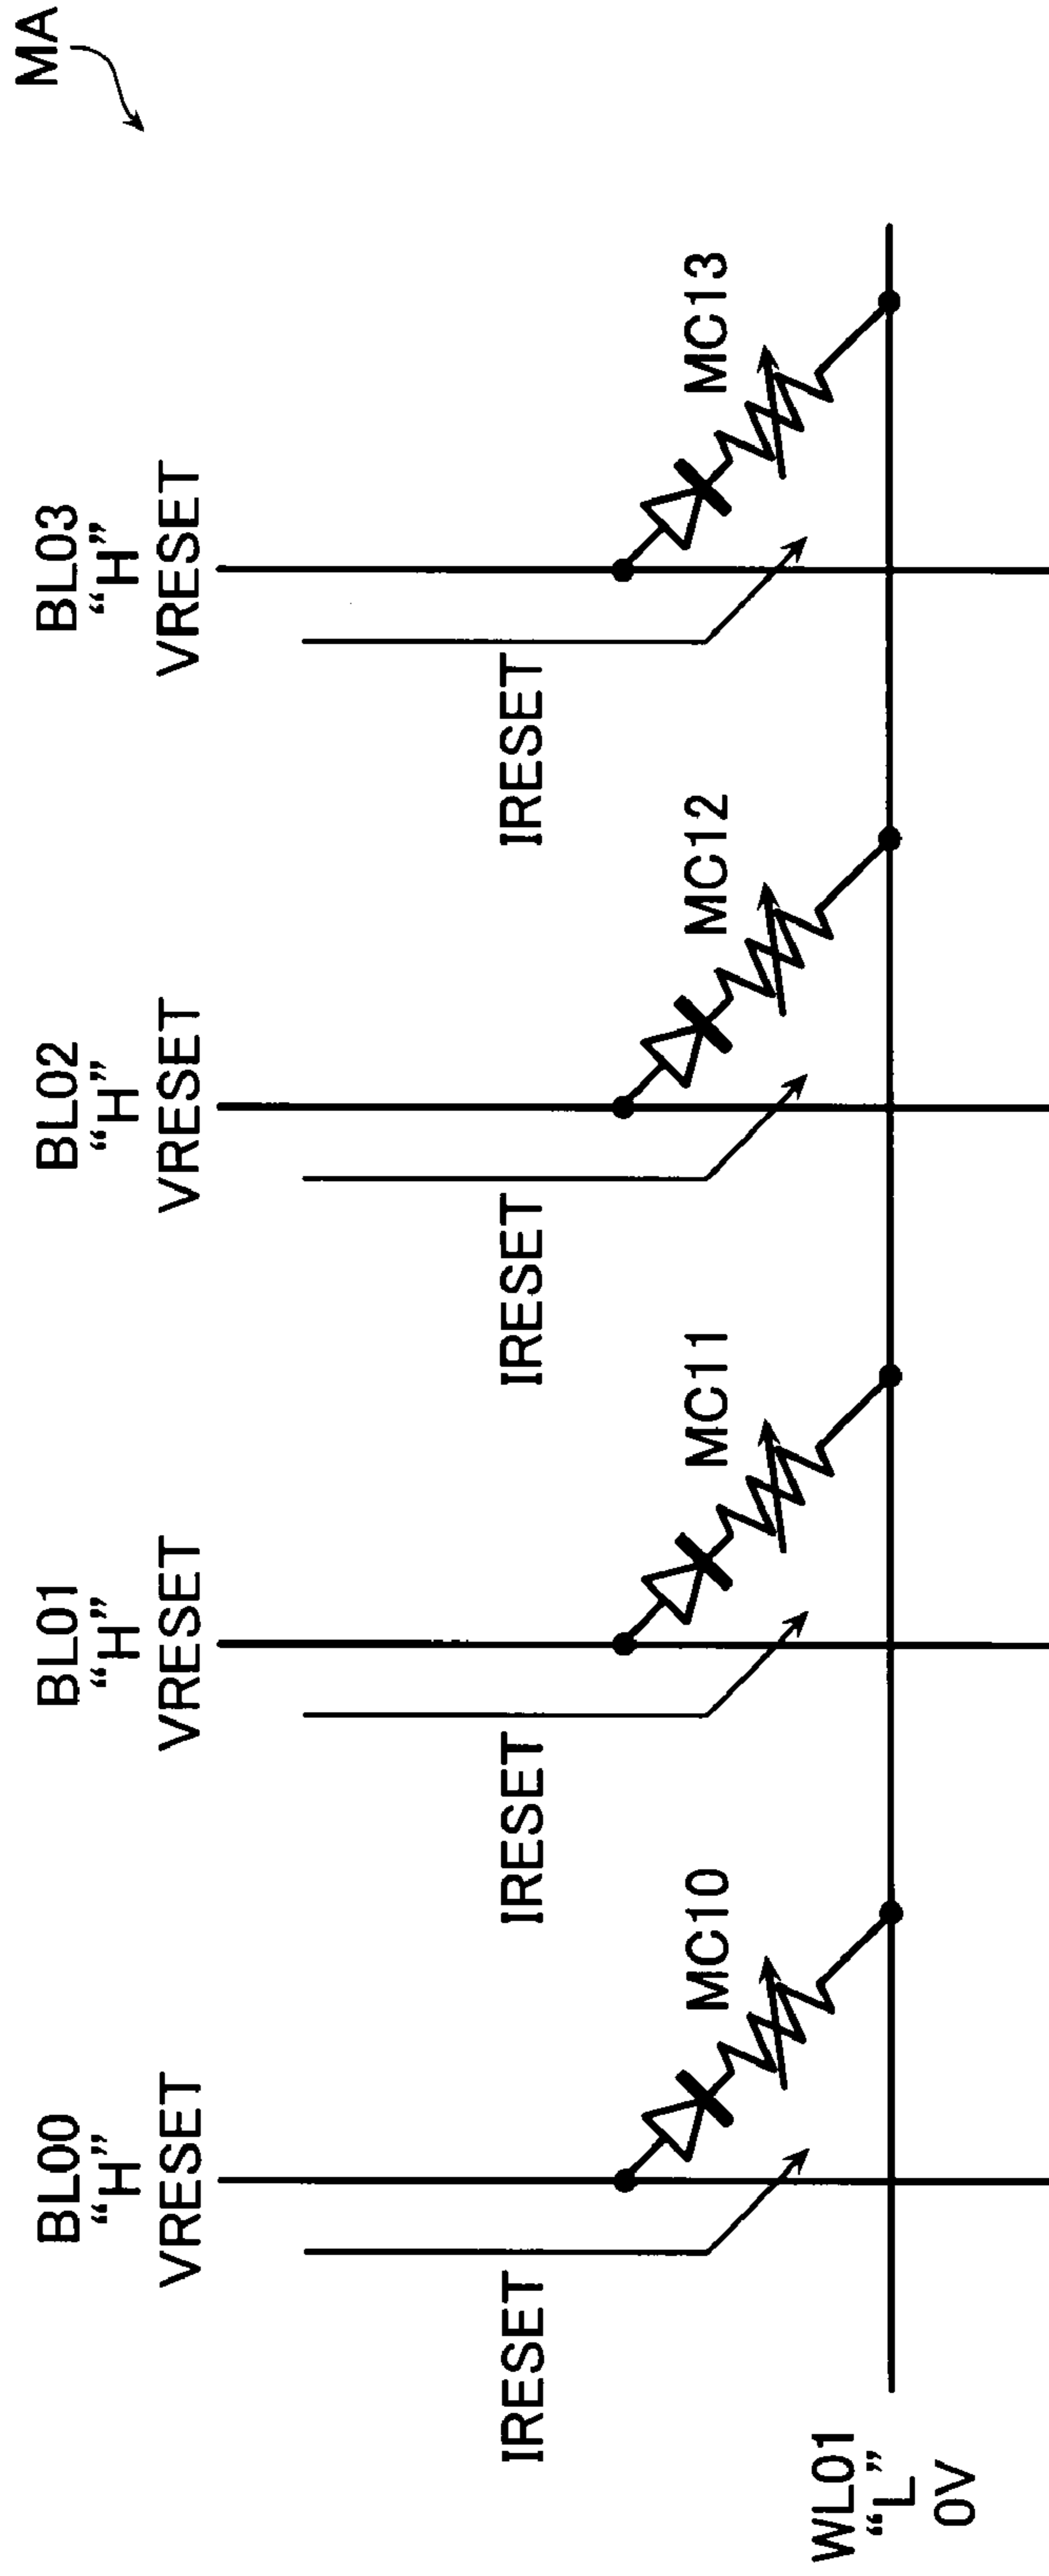 MA
BL00
“H”
VRESET
BL01
“H”
VRESET
BL02
“H”
VRESET
BL03
“H”
VRESET
IRESET
IRESET
IRESET
IRESET
MC10
MC11
MC12
MC13
WL01
“L”
0V